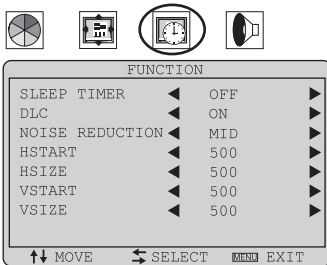 FUNCTION
SLEEP TIMER ◀ OFF ▶
DLC ◀ ON ▶
NOISE REDUCTION ◀ MID ▶
HSTART ◀ 500 ▶
HSIZE ◀ 500 ▶
VSTART ◀ 500 ▶
VSIZE ◀ 500 ▶
MOVE SELECT MENU EXIT